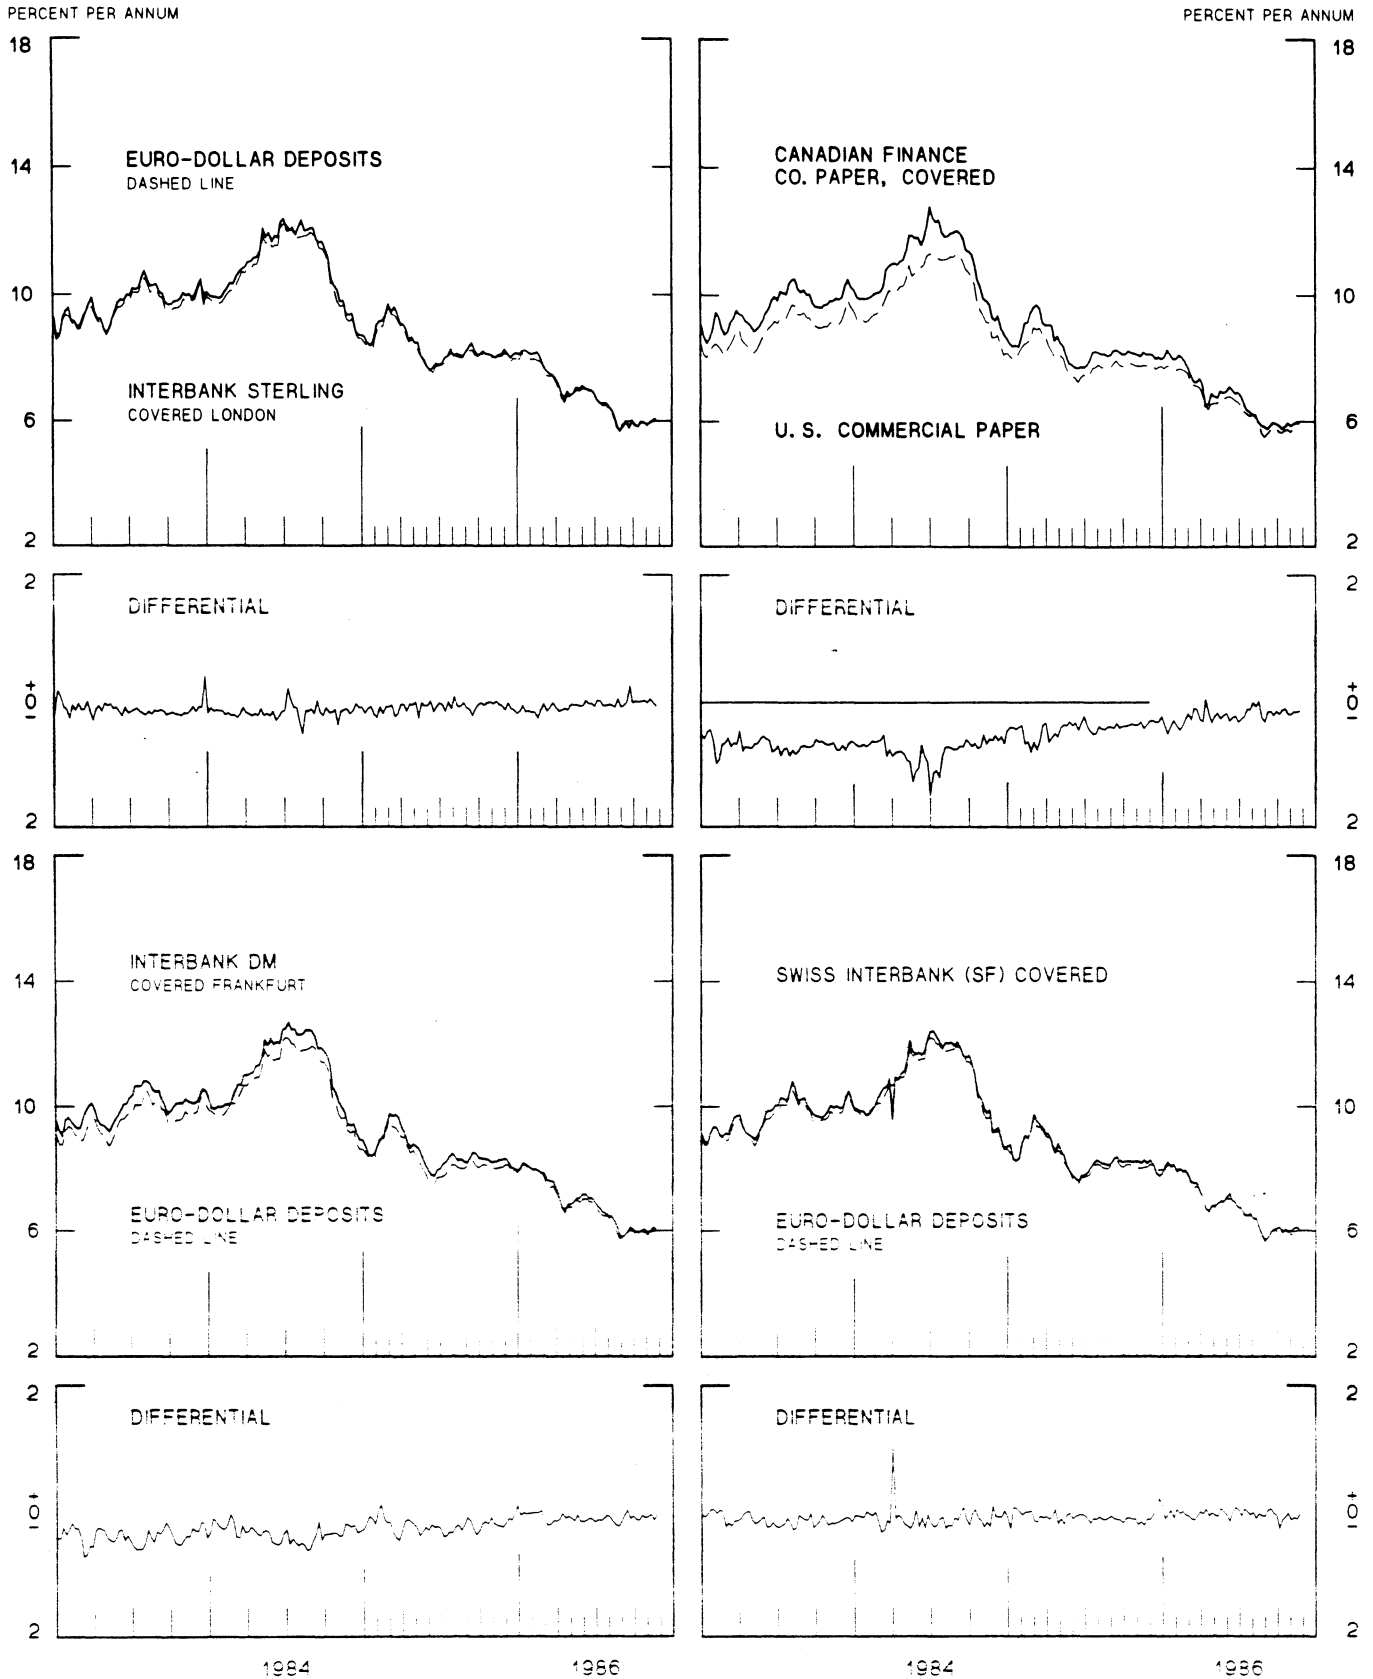 PERCENT PER ANNUM
PERCENT PER ANNUM
18
14
10
6
2
EURO-DOLLAR DEPOSITS
DASHED LINE
INTERBANK STERLING
COVERED LONDON
CANADIAN FINANCE
CO. PAPER, COVERED
U. S. COMMERCIAL PAPER
18
14
10
6
2
2
+
0
−
2
DIFFERENTIAL
DIFFERENTIAL
2
+
0
−
2
18
14
10
6
2
INTERBANK DM
COVERED FRANKFURT
EURO-DOLLAR DEPOSITS
DASHED LINE
SWISS INTERBANK (SF) COVERED
EURO-DOLLAR DEPOSITS
DASHED LINE
18
14
10
6
2
2
+
0
−
2
DIFFERENTIAL
DIFFERENTIAL
2
+
0
−
2
1984
1986
1984
1986